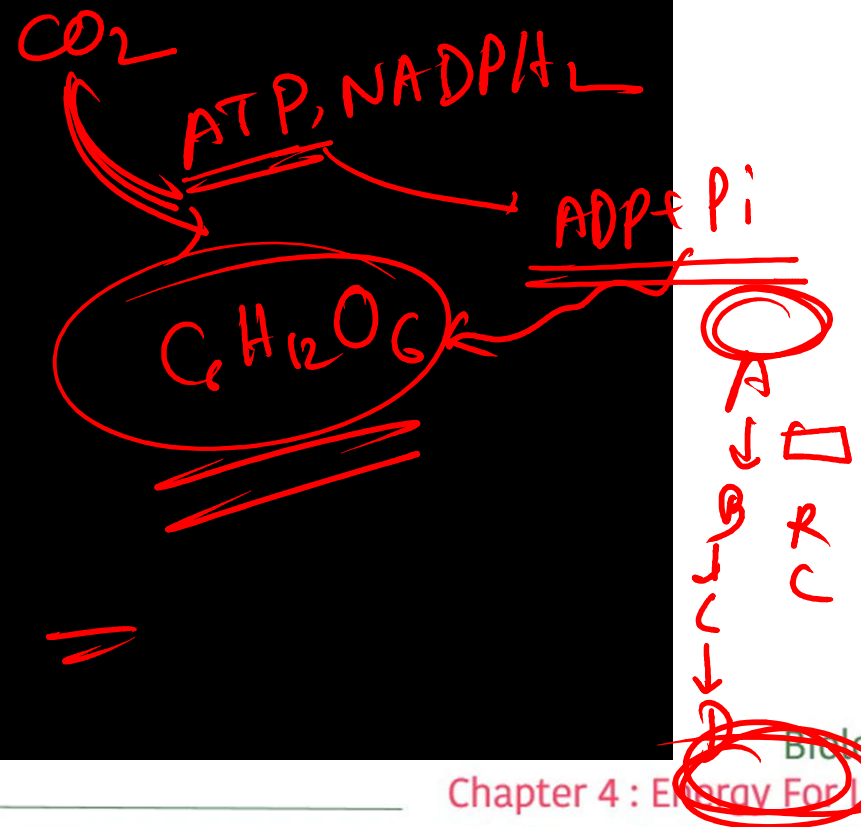 CO2
ATP, NADPH2
ADP + Pi
C6H12O6
A
B
R
C
C
D
Chapter 4 : Energy For